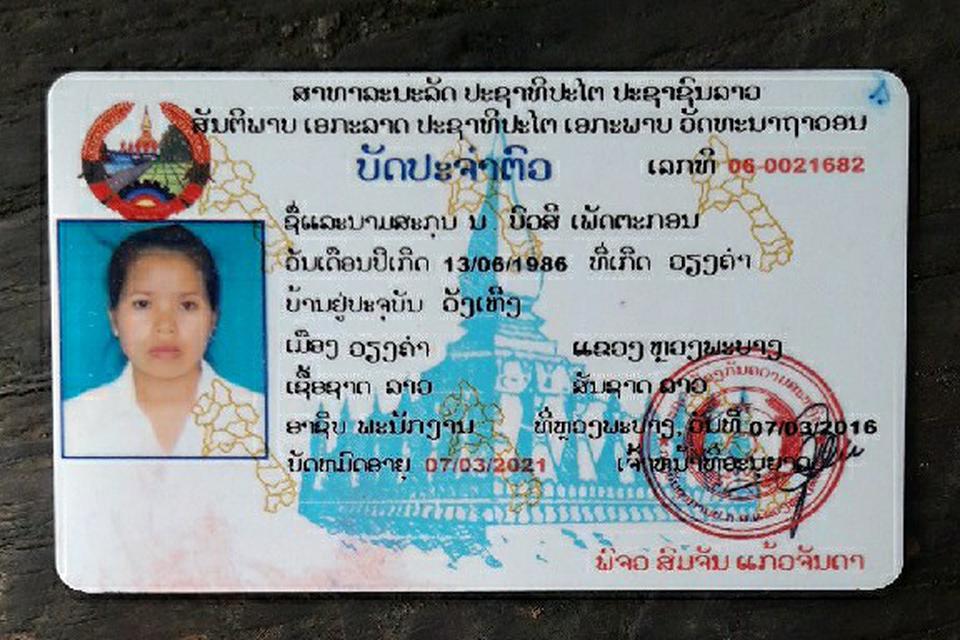 ສາທາລະນະລັດ ປະຊາທິປະໄຕ ປະຊາຊົນລາວ
ສັນຕິພາບ ເອກະລາດ ປະຊາທິປະໄຕ ເອກະພາບ ວັດທະນາຖາວອນ
ບັດປະຈຳຕົວ ເລກທີ 06-0021682
ຊື່ແລະນາມສະກຸນ ນ. ບົວສີ ເພັດຕະກອນ
ວັນເດືອນປີເກີດ 13/06/1986 ທີ່ເກີດ ວຽງຄຳ
ບ້ານຢູ່ປະຈຸບັນ ວັງເຫີງ
ເມືອງ ວຽງຄຳ ແຂວງ ຫຼວງພະບາງ
ເຊື້ອຊາດ ລາວ ສັນຊາດ ລາວ
ອາຊີບ ພະນັກງານ ທີ່ຫຼວງພະບາງ, ວັນທີ 07/03/2016
ບັດໝົດອາຍຸ 07/03/2021 ເຈົ້າຫນ້າທີ່ອະນຸຍາດ
ພົຈວ ສົມຈັນ ແກ້ວຈັນດາ